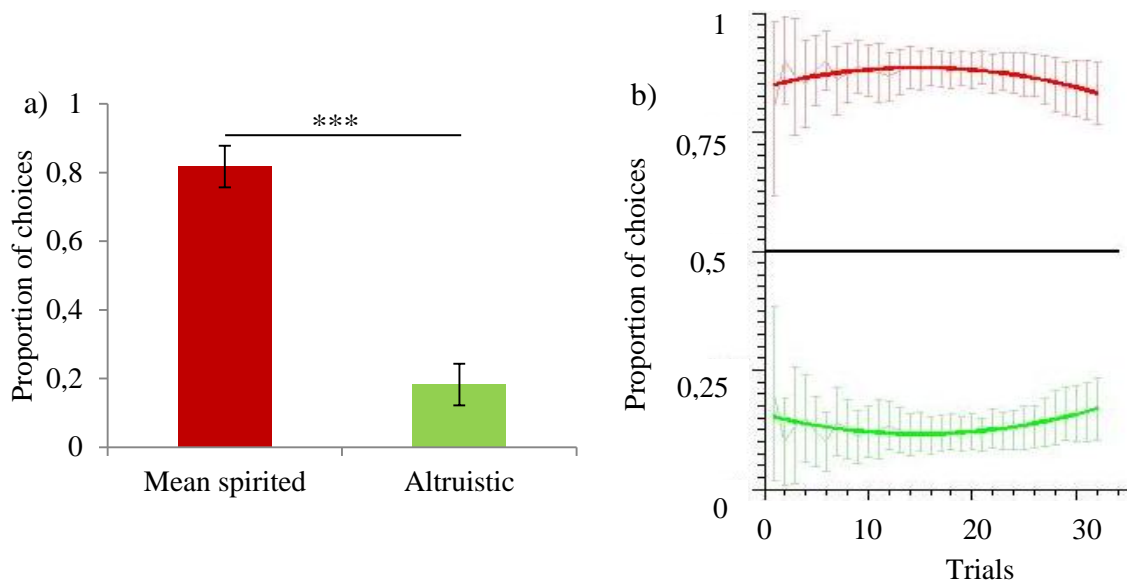 a)
Proportion of choices
1
0,8
0,6
0,4
0,2
0
***
Mean spirited
Altruistic
b)
Proportion of choices
1
0,75
0,5
0,25
0
0
10
20
30
Trials